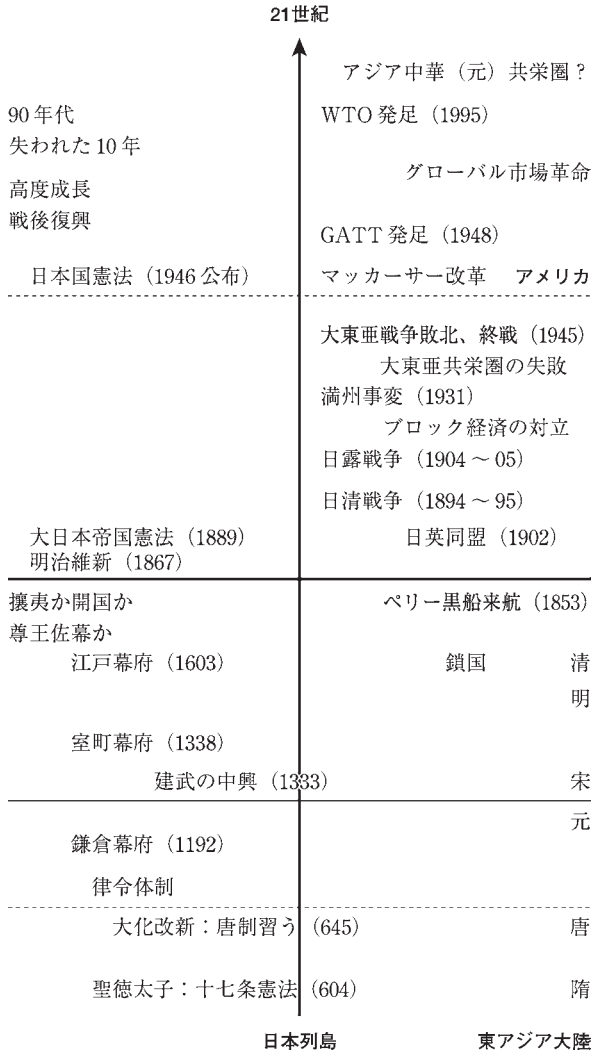 21世紀
アジア中華（元）共栄圏？
90年代
WTO発足（1995）
失われた10年
グローバル市場革命
高度成長
戦後復興
GATT発足（1948）
日本国憲法（1946公布）
マッカーサー改革 アメリカ
大東亜戦争敗北、終戦（1945）
大東亜共栄圏の失敗
満州事変（1931）
ブロック経済の対立
日露戦争（1904～05）
日清戦争（1894～95）
大日本帝国憲法（1889）
日英同盟（1902）
明治維新（1867）
攘夷か開国か
ペリー黒船来航（1853）
尊王佐幕か
江戸幕府（1603）
鎖国 清
明
室町幕府（1338）
建武の中興（1333）
宋
元
鎌倉幕府（1192）
律令体制
大化改新：唐制習う（645）
唐
聖徳太子：十七条憲法（604）
隋
日本列島
東アジア大陸